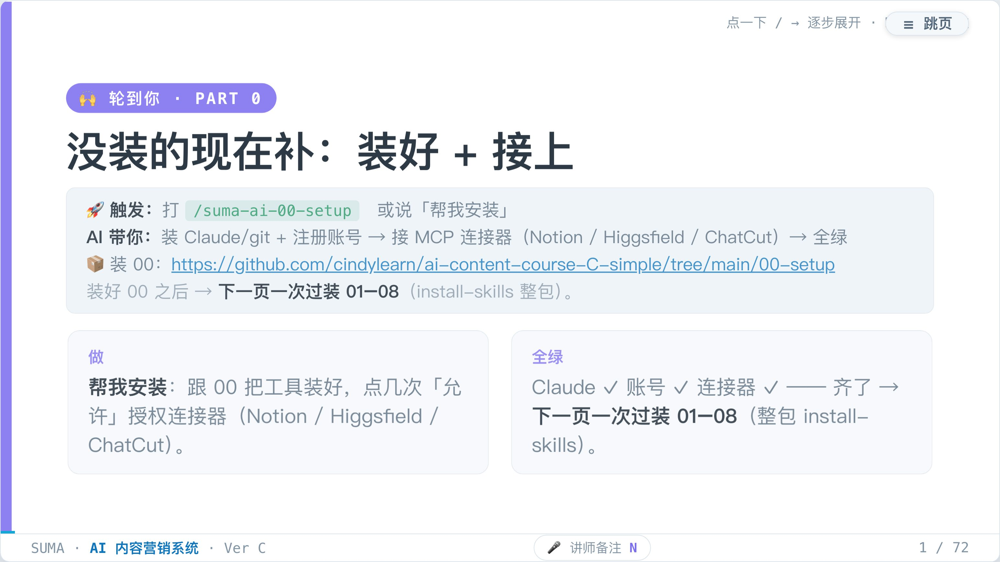 点一下 / → 逐步展开 ·
≡ 跳页
🙌 轮到你 · PART 0
没装的现在补：装好 + 接上
🚀 触发：打 /suma-ai-00-setup 或说「帮我安装」
AI 带你：装 Claude/git + 注册账号 → 接 MCP 连接器（Notion / Higgsfield / ChatCut）→ 全绿
📦 装 00：https://github.com/cindylearn/ai-content-course-C-simple/tree/main/00-setup
装好 00 之后 → 下一页一次过装 01–08（install-skills 整包）。
做
帮我安装：跟 00 把工具装好，点几次「允
许」授权连接器（Notion / Higgsfield /
ChatCut）。
全绿
Claude ✓ 账号 ✓ 连接器 ✓ —— 齐了 →
下一页一次过装 01–08（整包 install-
skills）。
SUMA · AI 内容营销系统 · Ver C
🎤 讲师备注 N
1 / 72